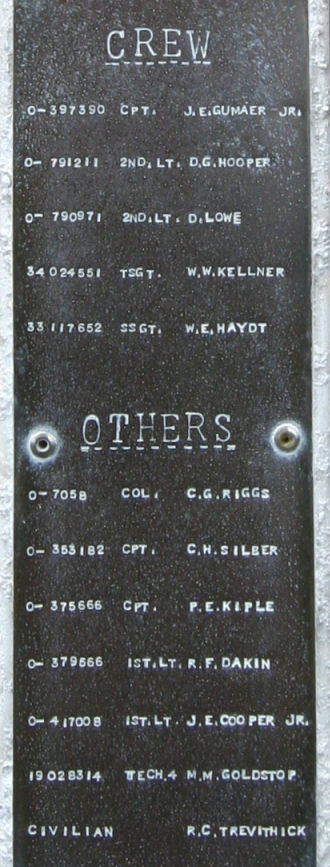 CREW
O-397390 CPT. J.E.GUMAER JR.
O-791211 2ND.LT. D.G.HOOPER
O-790971 2ND.LT. D.LOWE
34024551 TSGT. W.W.KELLNER
33117652 SSGT. W.E.HAYDT
OTHERS
O-7058 COL. C.G.RIGGS
O-353182 CPT. C.H.SILBER
O-375666 CPT. P.E.KIPLE
O-379566 1ST.LT. R.F.DAKIN
O-417008 1ST.LT. J.E.COOPER JR.
19028314 TECH.4 M.M.GOLDSTOP
CIVILIAN R.C.TREVITHICK